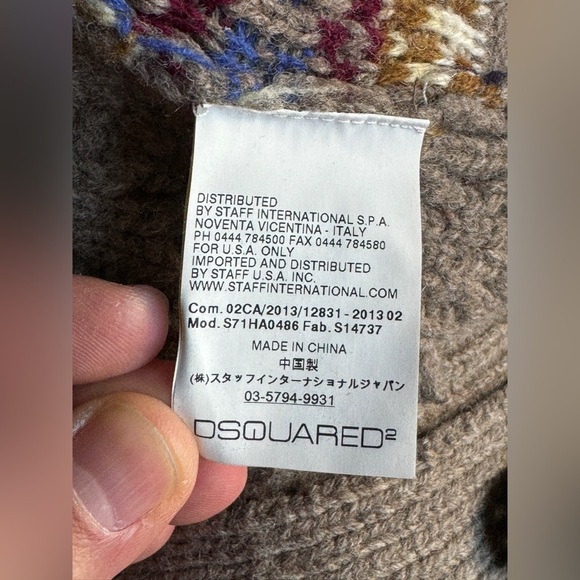 DISTRIBUTED
BY STAFF INTERNATIONAL S.P.A.
NOVENTA VICENTINA - ITALY
PH 0444 784500 FAX 0444 784580
FOR U.S.A. ONLY
IMPORTED AND DISTRIBUTED
BY STAFF U.S.A. INC.
WWW.STAFFINTERNATIONAL.COM
Com. 02CA/2013/12831 - 2013 02
Mod. S71HA0486 Fab. S14737
MADE IN CHINA
中国製
(株)スタッフインターナショナルジャパン
03-5794-9931
DSQUARED2